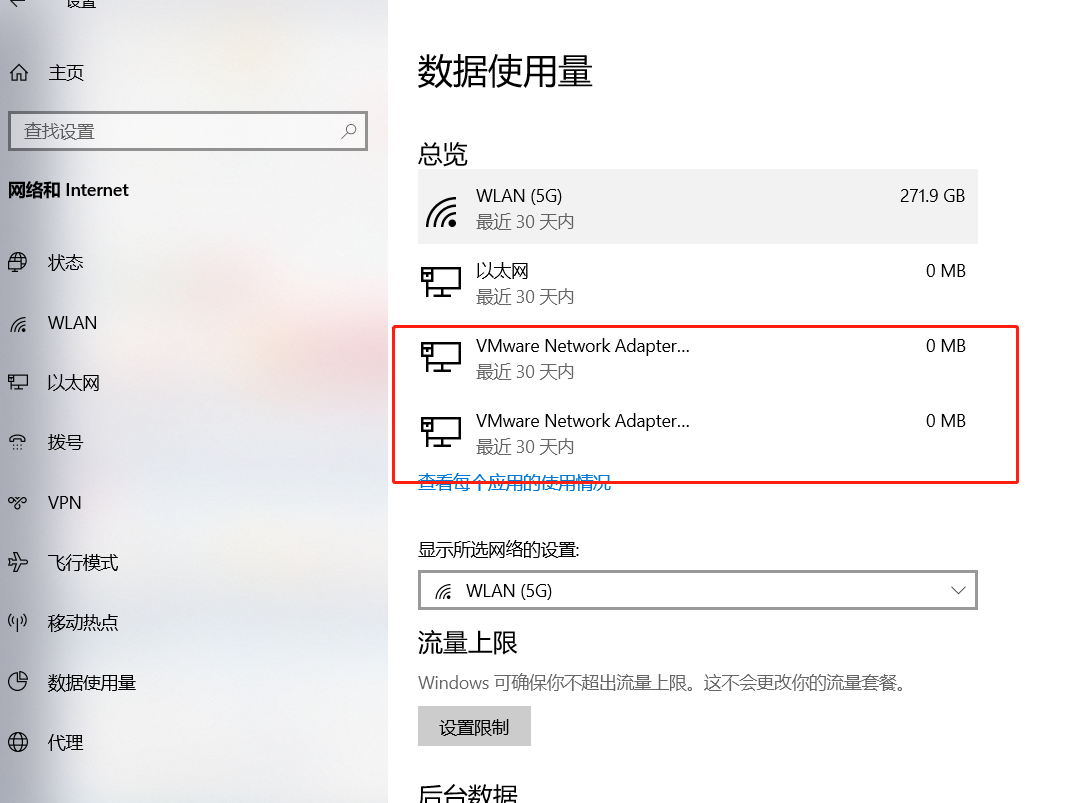 设置
主页
查找设置
网络和 Internet
状态
WLAN
以太网
拨号
VPN
飞行模式
移动热点
数据使用量
代理
数据使用量
总览
WLAN (5G)
271.9 GB
最近 30 天内
以太网
0 MB
最近 30 天内
VMware Network Adapter...
0 MB
最近 30 天内
VMware Network Adapter...
0 MB
最近 30 天内
查看每个应用的使用情况
显示所选网络的设置:
WLAN (5G)
流量上限
Windows 可确保你不超出流量上限。这不会更改你的流量套餐。
设置限制
后台数据